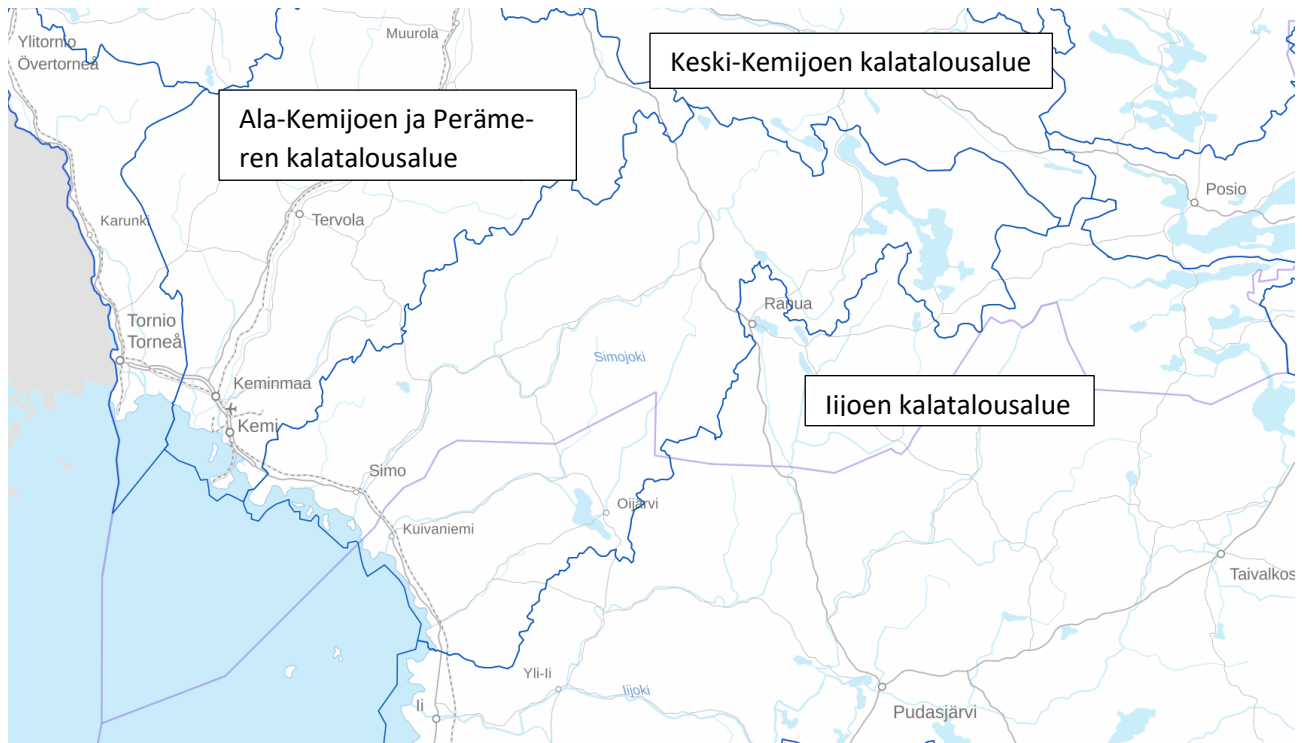 Muurola
Ylitornio
Övertorneå
Keski-Kemijoen kalatalousalue
Ala-Kemijoen ja Peräme-
ren kalatalousalue
Posio
Karunki
Tervola
Ranua
Tornio
Torneå
Simojoki
Keminmaa
Iijoen kalatalousalue
Kemi
Simo
Oijärvi
Kuivaniemi
Taivalkos
Yli-Ii
Iijoki
Ii
Pudasjärvi